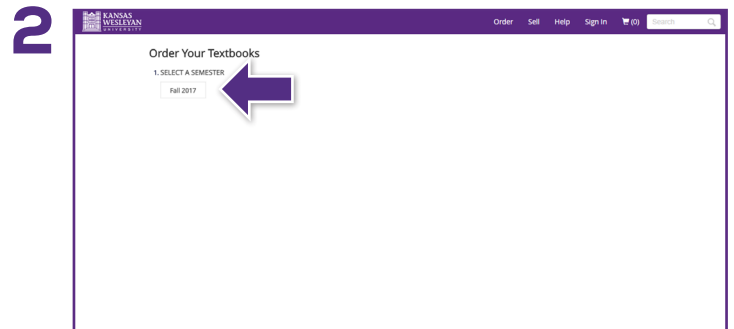 2
KANSAS
WESLEYAN
UNIVERSITY
Order Sell Help Sign In (0) Search
Order Your Textbooks
1. SELECT A SEMESTER
Fall 2017